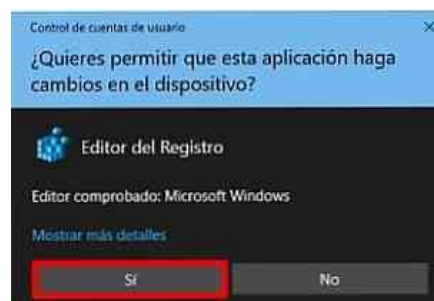 Control de cuentas de usuario
¿Quieres permitir que esta aplicación haga
cambios en el dispositivo?
Editor del Registro
Editor comprobado: Microsoft Windows
Mostrar más detalles
Sí
No